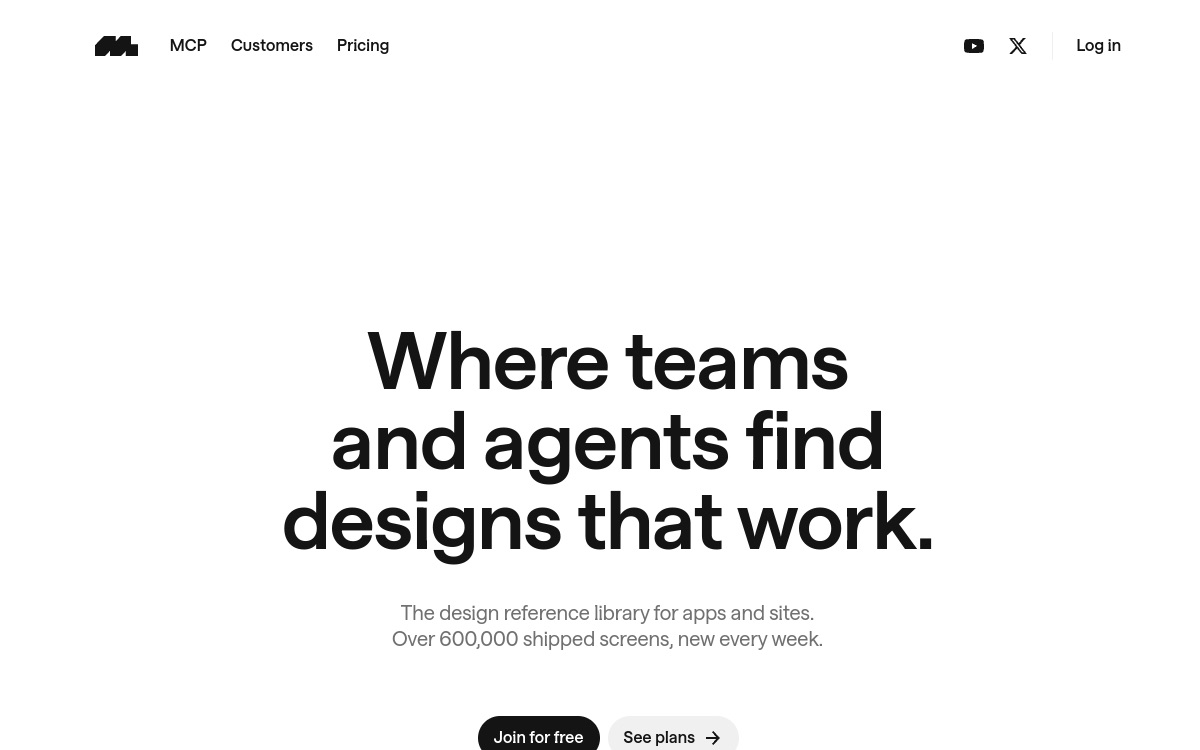 MCP Customers Pricing Log in
Where teams
and agents find
designs that work.
The design reference library for apps and sites.
Over 600,000 shipped screens, new every week.
Join for free See plans